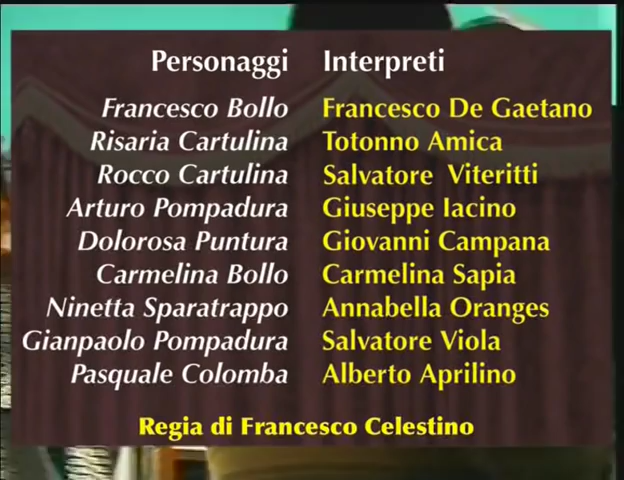 Personaggi Interpreti
Francesco Bollo Francesco De Gaetano
Risaria Cartulina Totonno Amica
Rocco Cartulina Salvatore Viteritti
Arturo Pompadura Giuseppe Iacino
Dolorosa Puntura Giovanni Campana
Carmelina Bollo Carmelina Sapia
Ninetta Sparatrappo Annabella Oranges
Gianpaolo Pompadura Salvatore Viola
Pasquale Colomba Alberto Aprilino
Regia di Francesco Celestino